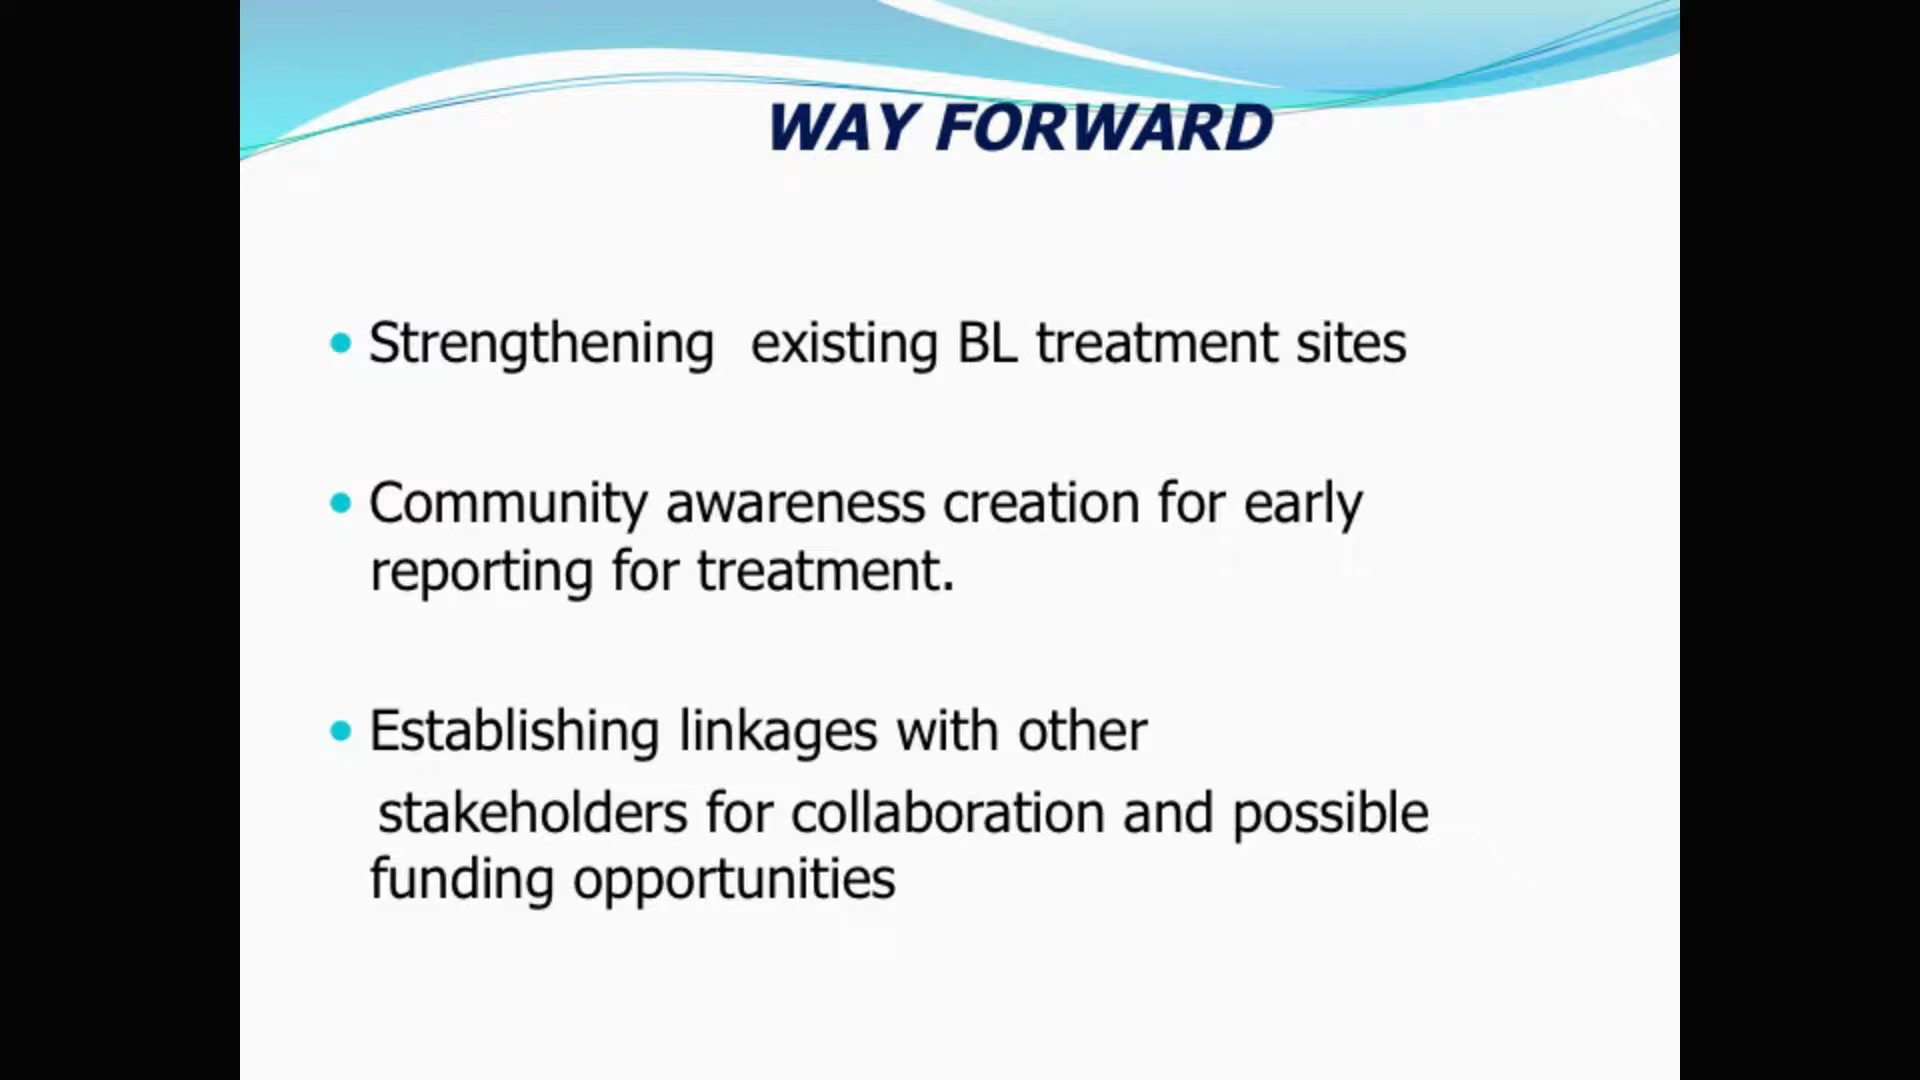 WAY FORWARD
Strengthening  existing BL treatment sites
Community awareness creation for early
reporting for treatment.
Establishing linkages with other
stakeholders for collaboration and possible
funding opportunities